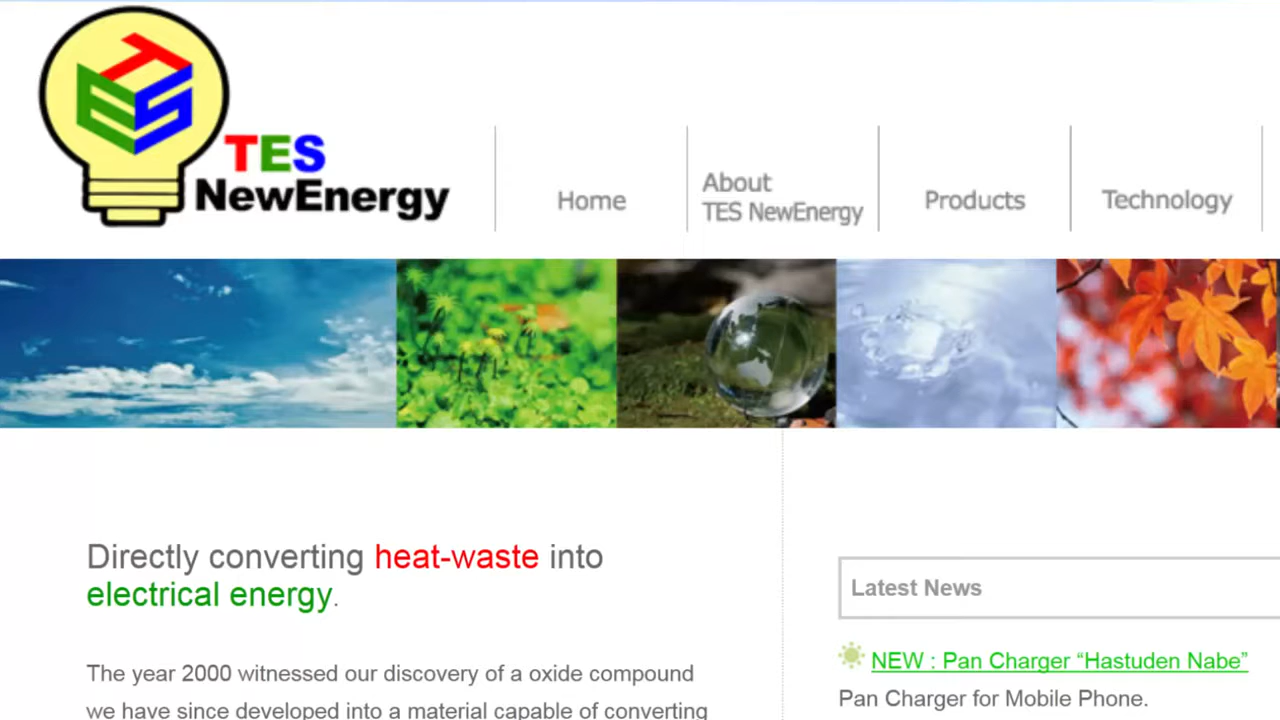 TES
TES
NewEnergy
Home
About
TES NewEnergy
Products
Technology
Directly converting heat-waste into
electrical energy.
The year 2000 witnessed our discovery of a oxide compound
we have since developed into a material capable of converting
Latest News
NEW : Pan Charger “Hastuden Nabe”
Pan Charger for Mobile Phone.